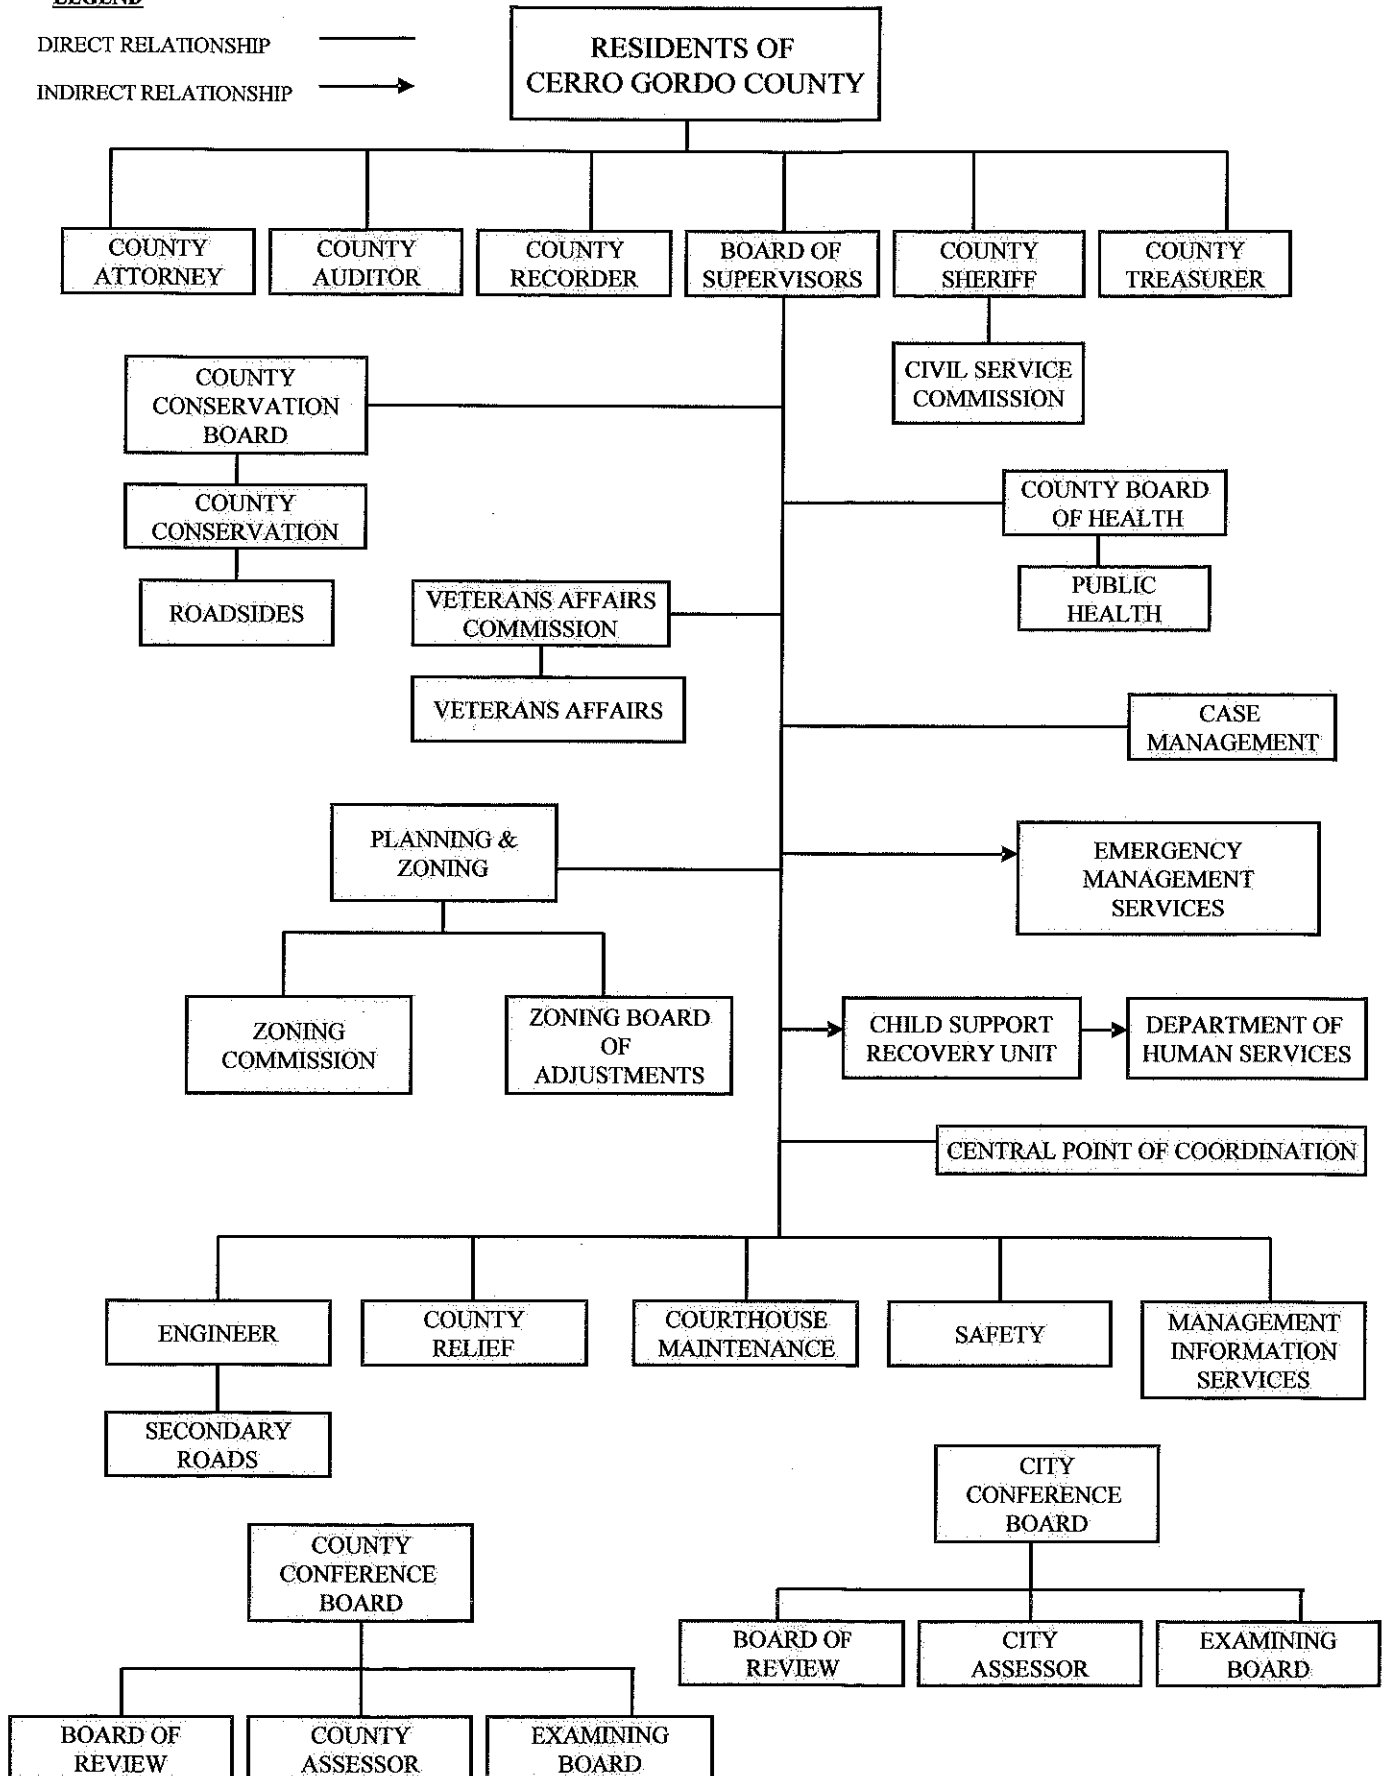 LEGEND
DIRECT RELATIONSHIP
INDIRECT RELATIONSHIP
RESIDENTS OF
CERRO GORDO COUNTY
COUNTY
ATTORNEY
COUNTY
AUDITOR
COUNTY
RECORDER
BOARD OF
SUPERVISORS
COUNTY
SHERIFF
COUNTY
TREASURER
CIVIL SERVICE
COMMISSION
COUNTY
CONSERVATION
BOARD
COUNTY
CONSERVATION
ROADSIDES
COUNTY BOARD
OF HEALTH
PUBLIC
HEALTH
VETERANS AFFAIRS
COMMISSION
VETERANS AFFAIRS
CASE
MANAGEMENT
PLANNING &
ZONING
EMERGENCY
MANAGEMENT
SERVICES
ZONING
COMMISSION
ZONING BOARD
OF
ADJUSTMENTS
CHILD SUPPORT
RECOVERY UNIT
DEPARTMENT OF
HUMAN SERVICES
CENTRAL POINT OF COORDINATION
ENGINEER
COUNTY
RELIEF
COURTHOUSE
MAINTENANCE
SAFETY
MANAGEMENT
INFORMATION
SERVICES
SECONDARY
ROADS
CITY
CONFERENCE
BOARD
COUNTY
CONFERENCE
BOARD
BOARD OF
REVIEW
CITY
ASSESSOR
EXAMINING
BOARD
BOARD OF
REVIEW
COUNTY
ASSESSOR
EXAMINING
BOARD